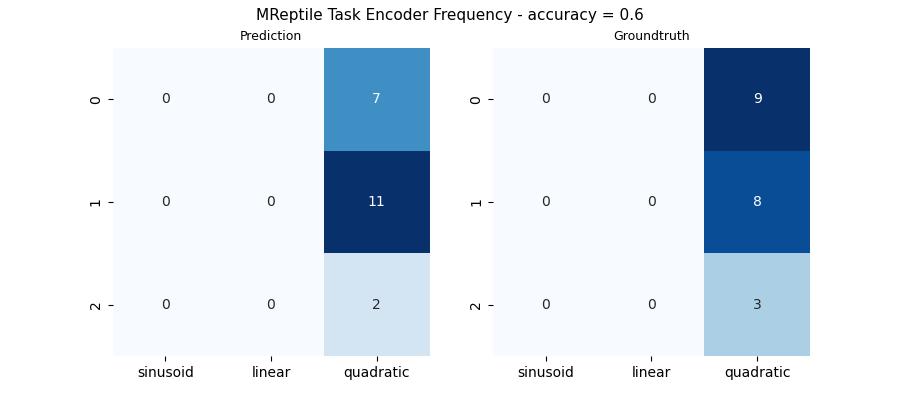 MReptile Task Encoder Frequency - accuracy = 0.6
Prediction
Groundtruth
0 0 0 7
1 0 0 11
2 0 0 2
sinusoid linear quadratic
0 0 0 9
1 0 0 8
2 0 0 3
sinusoid linear quadratic